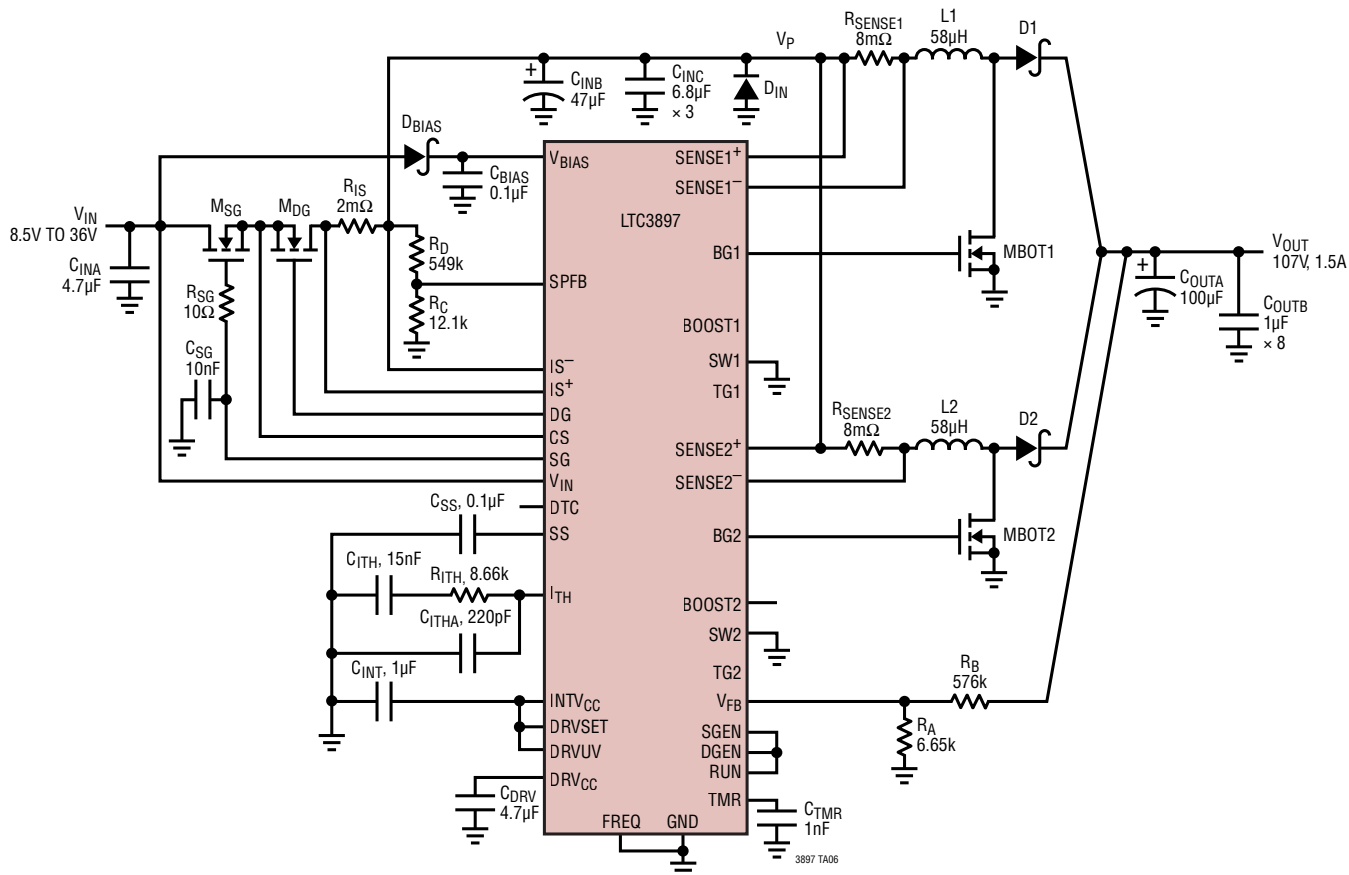 R_SENSE1
8mΩ
L1
58µH
D1
V_P
+
C_INB
47µF
C_INC
6.8µF
× 3
D_IN
D_BIAS
C_BIAS
0.1µF
V_BIAS
SENSE1+
SENSE1−
LTC3897
V_IN
8.5V TO 36V
C_INA
4.7µF
M_SG
M_DG
R_IS
2mΩ
R_D
549k
R_C
12.1k
SPFB
R_SG
10Ω
C_SG
10nF
BG1
MBOT1
V_OUT
107V, 1.5A
+
C_OUTA
100µF
C_OUTB
1µF
× 8
BOOST1
SW1
TG1
IS−
IS+
DG
CS
SG
V_IN
DTC
SS
R_SENSE2
8mΩ
L2
58µH
D2
SENSE2+
SENSE2−
BG2
MBOT2
C_SS, 0.1µF
C_ITH, 15nF
R_ITH, 8.66k
I_TH
C_ITHA, 220pF
C_INT, 1µF
BOOST2
SW2
TG2
INTV_CC
DRVSET
DRVUV
DRV_CC
C_DRV
4.7µF
V_FB
R_B
576k
R_A
6.65k
SGEN
DGEN
RUN
TMR
C_TMR
1nF
FREQ
GND
3897 TA06